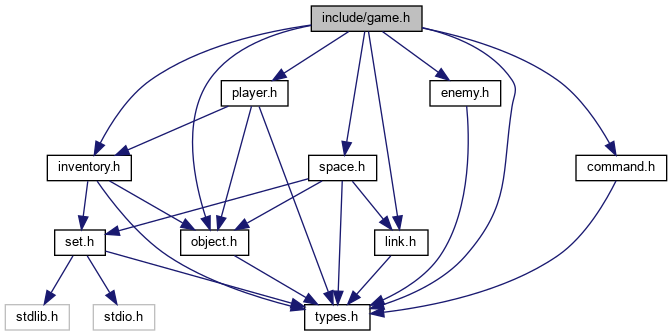 include/game.h
player.h
enemy.h
inventory.h
space.h
command.h
set.h
object.h
link.h
stdlib.h
stdio.h
types.h